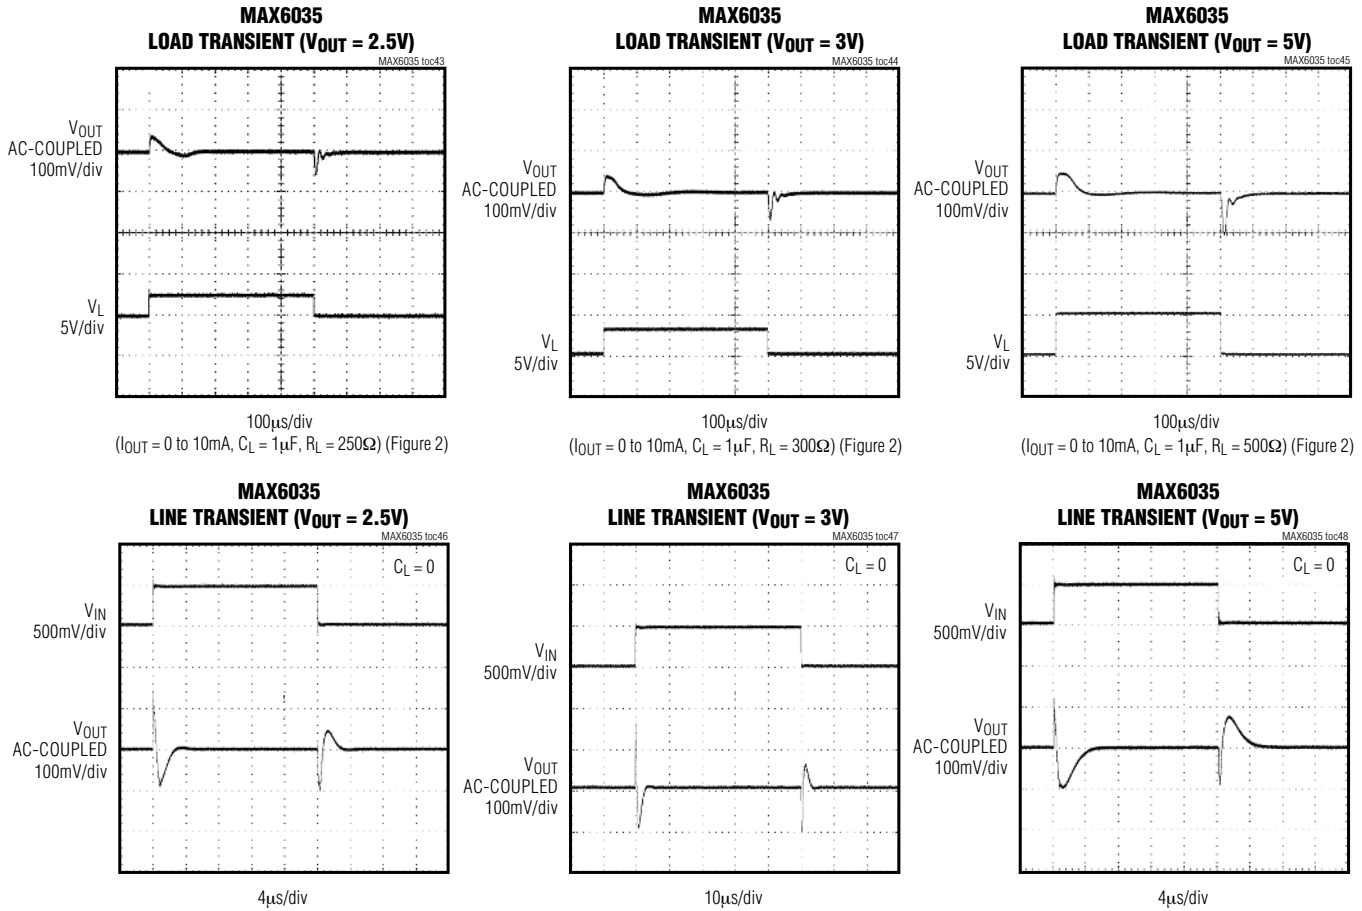 MAX6035
LOAD TRANSIENT (VOUT = 2.5V)
MAX6035 toc43
VOUT
AC-COUPLED
100mV/div
VL
5V/div
100μs/div
(IOUT = 0 to 10mA, CL = 1μF, RL = 250Ω) (Figure 2)
MAX6035
LOAD TRANSIENT (VOUT = 3V)
MAX6035 toc44
VOUT
AC-COUPLED
100mV/div
VL
5V/div
100μs/div
(IOUT = 0 to 10mA, CL = 1μF, RL = 300Ω) (Figure 2)
MAX6035
LOAD TRANSIENT (VOUT = 5V)
MAX6035 toc45
VOUT
AC-COUPLED
100mV/div
VL
5V/div
100μs/div
(IOUT = 0 to 10mA, CL = 1μF, RL = 500Ω) (Figure 2)
MAX6035
LINE TRANSIENT (VOUT = 2.5V)
MAX6035 toc46
CL = 0
VIN
500mV/div
VOUT
AC-COUPLED
100mV/div
4μs/div
MAX6035
LINE TRANSIENT (VOUT = 3V)
MAX6035 toc47
CL = 0
VIN
500mV/div
VOUT
AC-COUPLED
100mV/div
10μs/div
MAX6035
LINE TRANSIENT (VOUT = 5V)
MAX6035 toc48
CL = 0
VIN
500mV/div
VOUT
AC-COUPLED
100mV/div
4μs/div